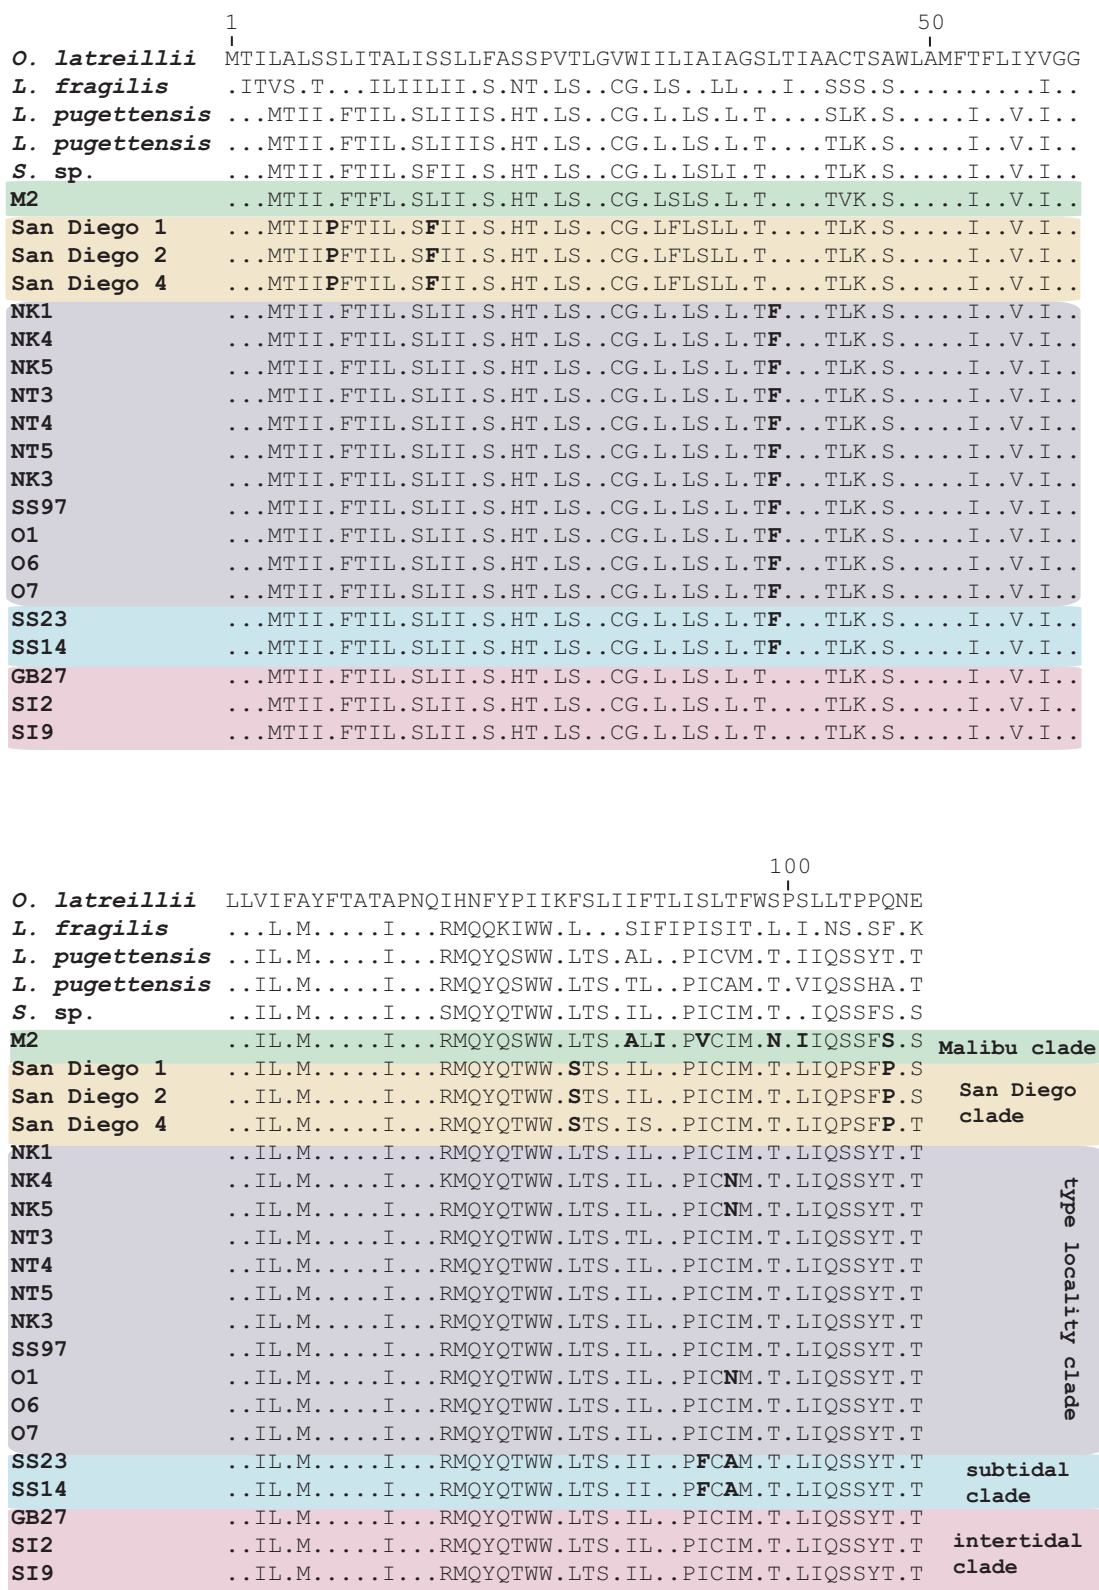 1 50
O. latreillii MTILALSSLITALISSLLFASSPVTLGVWIILIAIAGSLTIAACTSAWLAMFTFLIYVGG
L. fragilis .ITVS.T...ILIILII.S.NT.LS..CG.LS..LL...I..SSS.S..........I..
L. pugettensis ...MTII.FTIL.SLIIIS.HT.LS..CG.L.LS.L.T....SLK.S.....I..V.I..
L. pugettensis ...MTII.FTIL.SLIIIS.HT.LS..CG.L.LS.L.T....TLK.S.....I..V.I..
S. sp. ...MTII.FTIL.SFII.S.HT.LS..CG.L.LSLI.T....TLK.S.....I..V.I..
M2 ...MTII.FTFL.SLII.S.HT.LS..CG.LSLSL.T....TVK.S.....I..V.I..
San Diego 1 ...MTIIPFTIL.SFII.S.HT.LS..CG.LFLSLL.T....TLK.S.....I..V.I..
San Diego 2 ...MTIIPFTIL.SFII.S.HT.LS..CG.LFLSLL.T....TLK.S.....I..V.I..
San Diego 4 ...MTIIPFTIL.SFII.S.HT.LS..CG.LFLSLL.T....TLK.S.....I..V.I..
NK1 ...MTII.FTIL.SLII.S.HT.LS..CG.L.LS.L.TF...TLK.S.....I..V.I..
NK4 ...MTII.FTIL.SLII.S.HT.LS..CG.L.LS.L.TF...TLK.S.....I..V.I..
NK5 ...MTII.FTIL.SLII.S.HT.LS..CG.L.LS.L.TF...TLK.S.....I..V.I..
NT3 ...MTII.FTIL.SLII.S.HT.LS..CG.L.LS.L.TF...TLK.S.....I..V.I..
NT4 ...MTII.FTIL.SLII.S.HT.LS..CG.L.LS.L.TF...TLK.S.....I..V.I..
NT5 ...MTII.FTIL.SLII.S.HT.LS..CG.L.LS.L.TF...TLK.S.....I..V.I..
NK3 ...MTII.FTIL.SLII.S.HT.LS..CG.L.LS.L.TF...TLK.S.....I..V.I..
SS97 ...MTII.FTIL.SLII.S.HT.LS..CG.L.LS.L.TF...TLK.S.....I..V.I..
O1 ...MTII.FTIL.SLII.S.HT.LS..CG.L.LS.L.TF...TLK.S.....I..V.I..
O6 ...MTII.FTIL.SLII.S.HT.LS..CG.L.LS.L.TF...TLK.S.....I..V.I..
O7 ...MTII.FTIL.SLII.S.HT.LS..CG.L.LS.L.TF...TLK.S.....I..V.I..
SS23 ...MTII.FTIL.SLII.S.HT.LS..CG.L.LS.L.TF...TLK.S.....I..V.I..
SS14 ...MTII.FTIL.SLII.S.HT.LS..CG.L.LS.L.TF...TLK.S.....I..V.I..
GB27 ...MTII.FTIL.SLII.S.HT.LS..CG.L.LS.L.T....TLK.S.....I..V.I..
SI2 ...MTII.FTIL.SLII.S.HT.LS..CG.L.LS.L.T....TLK.S.....I..V.I..
SI9 ...MTII.FTIL.SLII.S.HT.LS..CG.L.LS.L.T....TLK.S.....I..V.I..
100
O. latreillii LLVIFAYFTATAPNQIHNFYPIIKFSLIIFTLISLTFWSPSLLTPPQNE
L. fragilis ...IL.M.....I...RMQQKIWW.L...SIFIPISIT.L.I.NS.SF.K
L. pugettensis ..IL.M.....I...RMQYQSWW.LTS.AL..PICVM.T.IIQSSYT.T
L. pugettensis ..IL.M.....I...RMQYQSWW.LTS.TL..PICAM.T.VIQSSHA.T
S. sp. ..IL.M.....I...SMQYQTWW.LTS.IL..PICIM.T.LIQSSFS.S
M2 ..IL.M.....I...RMQYQSWW.LTS.ALI.PVCIM.N.IIQSSFS.S Malibu clade
San Diego 1 ..IL.M.....I...RMQYQTWW.STS.IL..PICIM.T.LIQPSFP.S San Diego
San Diego 2 ..IL.M.....I...RMQYQTWW.STS.IL..PICIM.T.LIQPSFP.S clade
San Diego 4 ..IL.M.....I...RMQYQTWW.STS.IS..PICIM.T.LIQPSFP.T
NK1 ..IL.M.....I...RMQYQTWW.LTS.IL..PICIM.T.LIQSSYT.T
NK4 ..IL.M.....I...KMQYQTWW.LTS.IL..PICNM.T.LIQSSYT.T
NK5 ..IL.M.....I...RMQYQTWW.LTS.IL..PICNM.T.LIQSSYT.T
NT3 ..IL.M.....I...RMQYQTWW.LTS.TL..PICIM.T.LIQSSYT.T
NT4 ..IL.M.....I...RMQYQTWW.LTS.IL..PICIM.T..IQSSYT.T
NT5 ..IL.M.....I...RMQYQTWW.LTS.IL..PICIM.T.LIQSSYT.T
NK3 ..IL.M.....I...RMQYQTWW.LTS.IL..PICIM.T.LIQSSYT.T
SS97 ..IL.M.....I...RMQYQTWW.LTS.IL..PICIM.T.LIQSSYT.T
O1 ..IL.M.....I...RMQYQTWW.LTS.IL..PICNM.T.LIQSSYT.T
O6 ..IL.M.....I...RMQYQTWW.LTS.IL..PICIM.T.LIQSSYT.T
O7 ..IL.M.....I...RMQYQTWW.LTS.IL..PICIM.T.LIQSSYT.T
type locality clade
SS23 ..IL.M.....I...RMQYQTWW.LTS.II..PFCAM.T.LIQSSYT.T subtidal
SS14 ..IL.M.....I...RMQYQTWW.LTS.II..PFCAM.T.LIQSSYT.T clade
GB27 ..IL.M.....I...RMQYQTWW.LTS.IL..PICIM.T.LIQSSYT.T
SI2 ..IL.M.....I...RMQYQTWW.LTS.IL..PICIM.T.LIQSSYT.T intertidal
SI9 ..IL.M.....I...RMQYQTWW.LTS.IL..PICIM.T.LIQSSYT.T clade